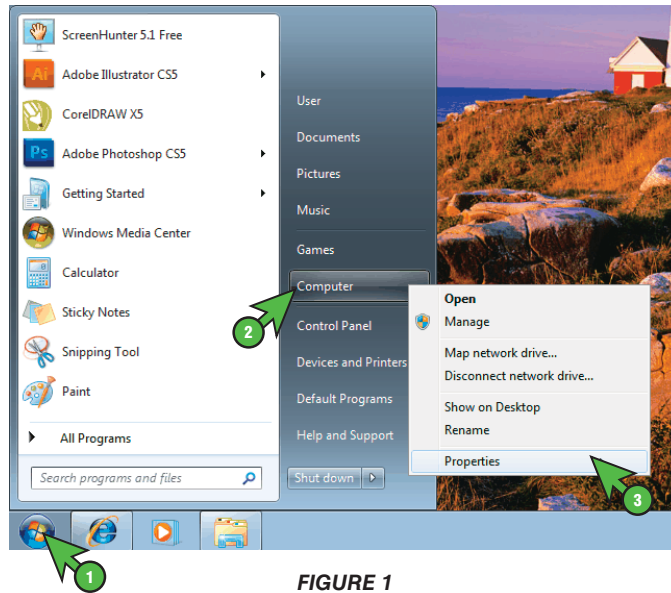 ScreenHunter 5.1 Free
Ai
Adobe Illustrator CS5
CorelDRAW X5
Ps
Adobe Photoshop CS5
Getting Started
Windows Media Center
Calculator
Sticky Notes
Snipping Tool
Paint
All Programs
Search programs and files
User
Documents
Pictures
Music
Games
Computer
2
Control Panel
Devices and Printers
Default Programs
Help and Support
Shut down
Open
Manage
Map network drive...
Disconnect network drive...
Show on Desktop
Rename
Properties
3
1
FIGURE 1